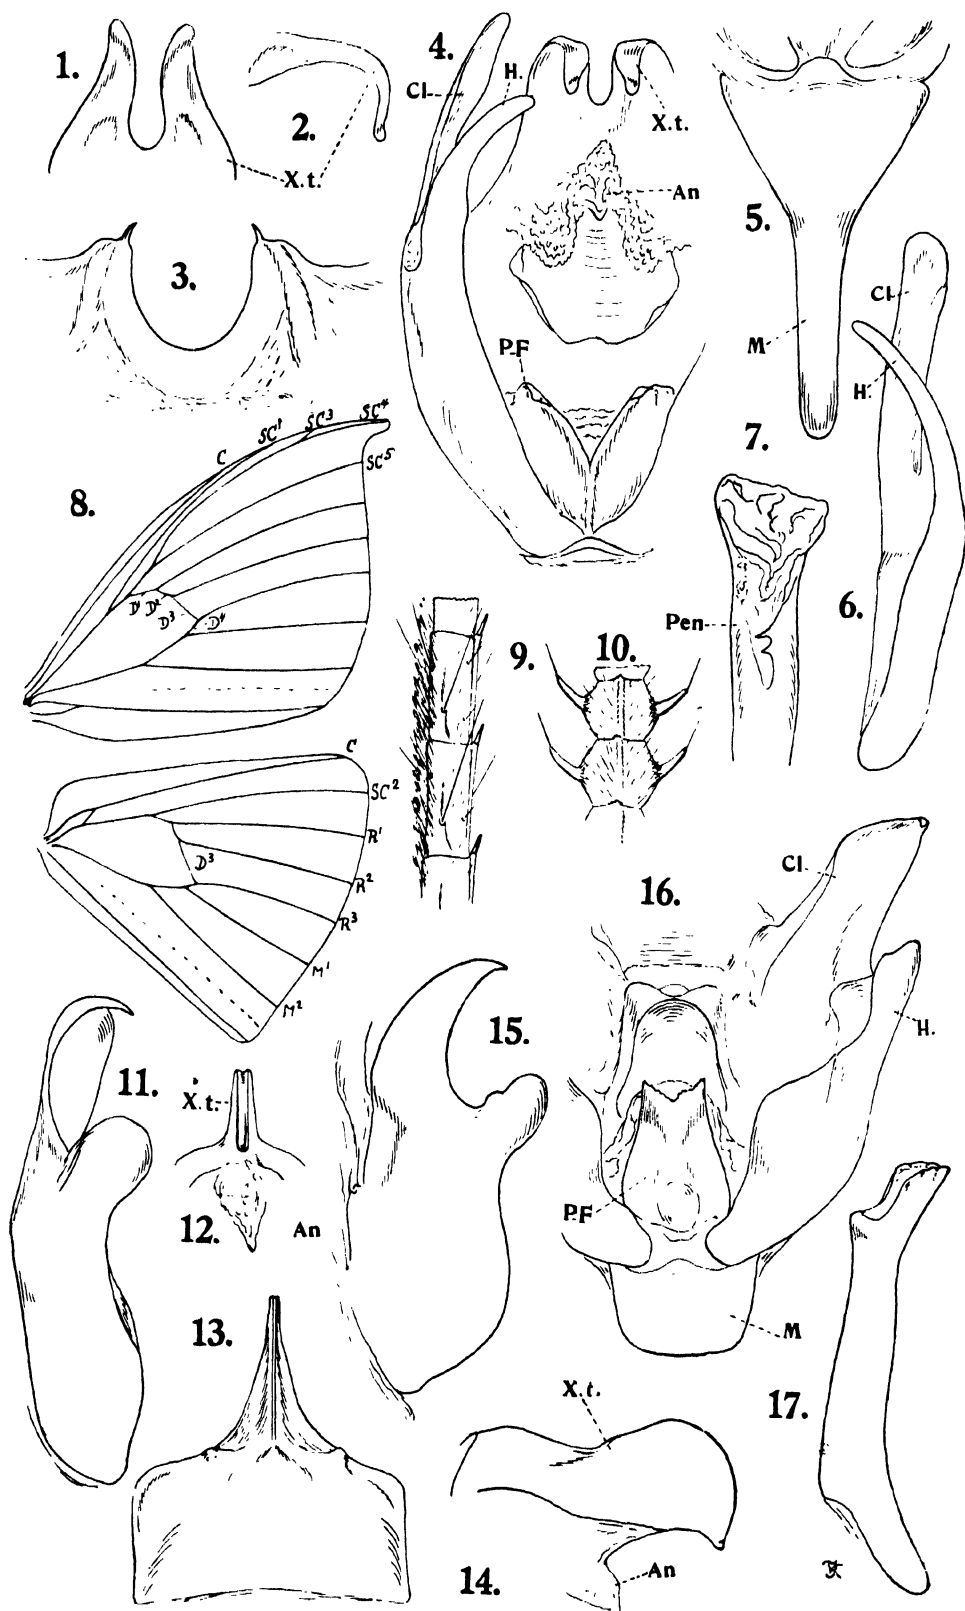 1.
2.
X.t.
3.
4.
Cl
H.
X.t.
An
P-F
5.
M
7.
Pen
Cl
H.
6.
8.
C
SC¹
SC³
SC⁴
SC⁵
D¹ D²
D³
D⁴
9.
10.
C
SC²
R¹
D³
R²
R³
M¹
M²
11.
X.t.
12.
An
13.
15.
16.
Cl
H.
P-F
M
17.
X.t.
14.
An